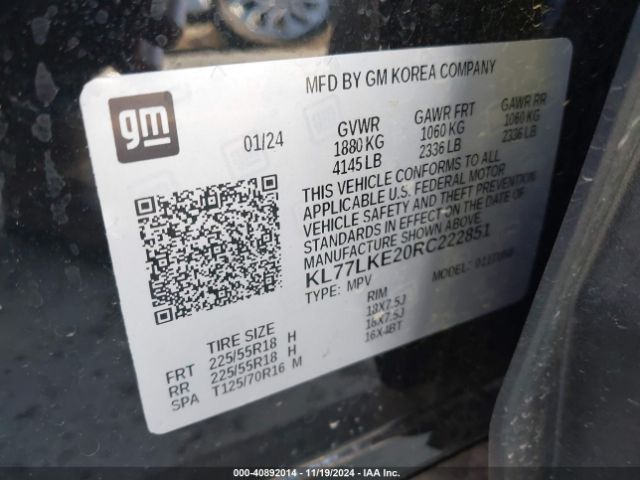 MFD BY GM KOREA COMPANY
gm
01/24
GVWR GAWR FRT GAWR RR
1880 KG 1060 KG 1060 KG
4145 LB 2336 LB 2336 LB
THIS VEHICLE CONFORMS TO ALL
APPLICABLE U.S. FEDERAL MOTOR
VEHICLE SAFETY AND THEFT PREVENTION
STANDARDS IN EFFECT ON THE DATE OF
MANUFACTURE SHOWN ABOVE.
KL77LKE20RC222851
TYPE: MPV MODEL:
TIRE SIZE RIM
FRT 225/55R18 H 18X7.5J
RR 225/55R18 H 18X7.5J
SPA T125/70R16 M 16X4BT
000-40892014 - 11/19/2024 - IAA Inc.